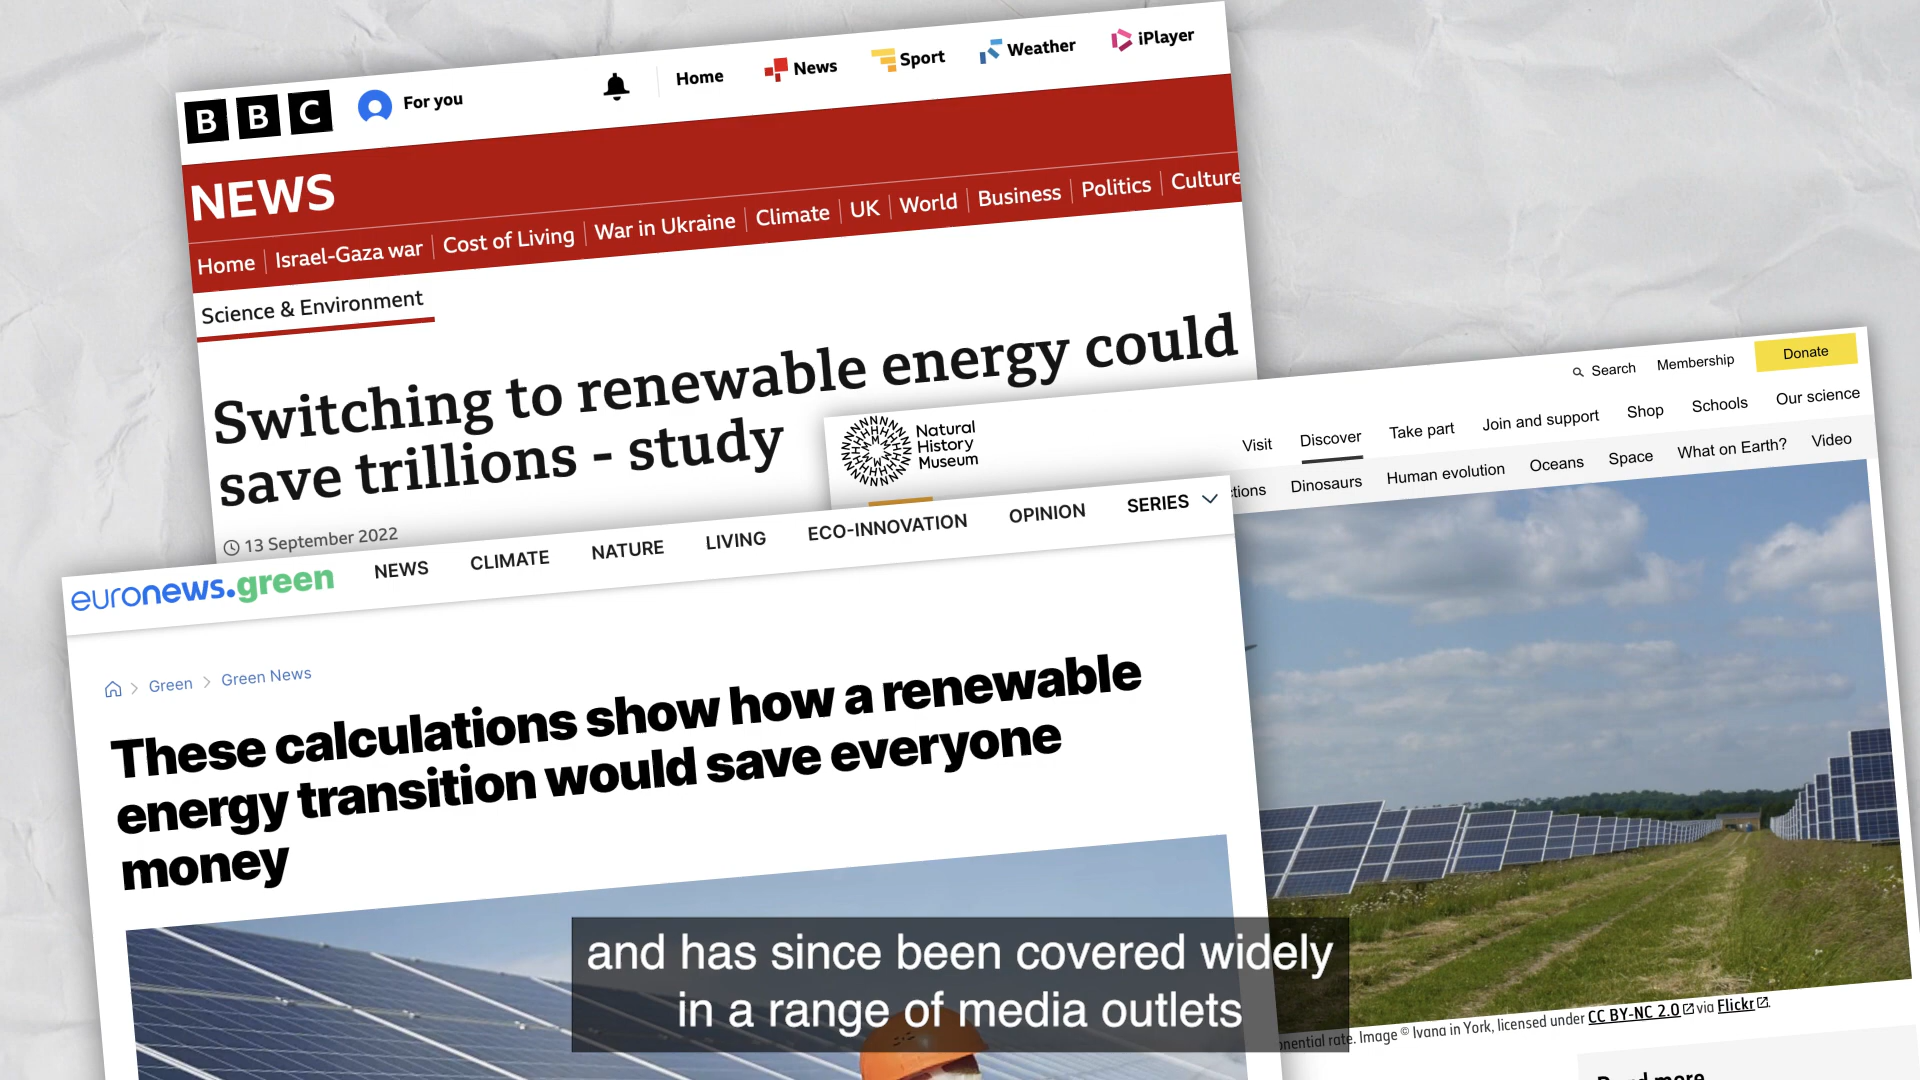 BBC
For you
Home
News
Sport
Weather
iPlayer
NEWS
Home
Israel-Gaza war
Cost of Living
War in Ukraine
Climate
UK
World
Business
Politics
Culture
Science & Environment
Switching to renewable energy could
save trillions - study
13 September 2022
Search
Membership
Donate
Natural
History
Museum
Visit
Discover
Take part
Join and support
Shop
Schools
Our science
Dinosaurs
Human evolution
Oceans
Space
What on Earth?
Video
rate. Image © Ivana in York, licensed under CC BY-NC 2.0 via Flickr
euronews.green
NEWS
CLIMATE
NATURE
LIVING
ECO-INNOVATION
OPINION
SERIES
Green
Green News
These calculations show how a renewable
energy transition would save everyone
money
and has since been covered widely
in a range of media outlets